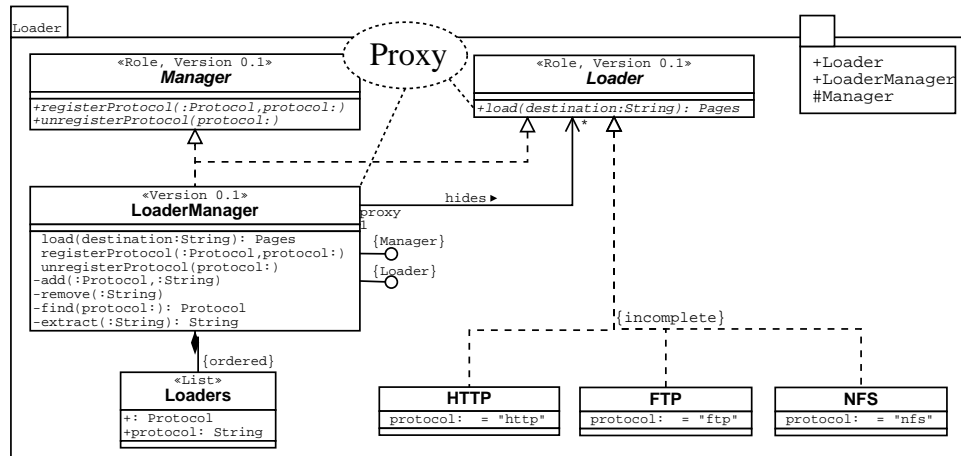 Loader
Proxy
«Role, Version 0.1»
Manager
+registerProtocol(:Protocol,protocol:)
+unregisterProtocol(protocol:)
«Role, Version 0.1»
Loader
+load(destination:String): Pages
+Loader
+LoaderManager
#Manager
*
hides ►
proxy
1
«Version 0.1»
LoaderManager
load(destination:String): Pages
registerProtocol(:Protocol,protocol:)
unregisterProtocol(protocol:)
-add(:Protocol,:String)
-remove(:String)
-find(protocol:): Protocol
-extract(:String): String
{Manager}
{Loader}
{incomplete}
{ordered}
«List»
Loaders
+: Protocol
+protocol: String
HTTP
protocol: = "http"
FTP
protocol: = "ftp"
NFS
protocol: = "nfs"